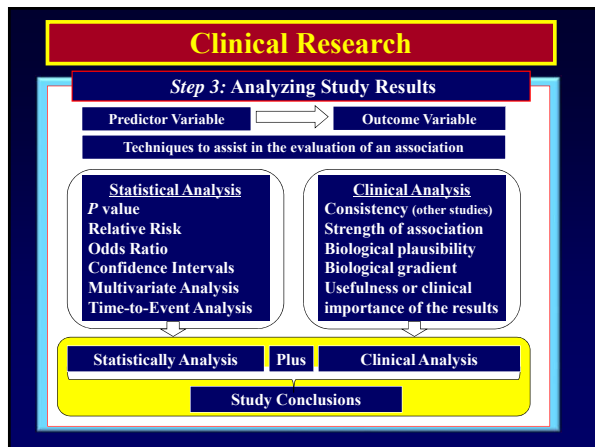 Clinical Research
Step 3: Analyzing Study Results
Predictor Variable
Outcome Variable
Techniques to assist in the evaluation of an association
Statistical Analysis
P value
Relative Risk
Odds Ratio
Confidence Intervals
Multivariate Analysis
Time-to-Event Analysis
Clinical Analysis
Consistency (other studies)
Strength of association
Biological plausibility
Biological gradient
Usefulness or clinical
importance of the results
Statistically Analysis
Plus
Clinical Analysis
Study Conclusions